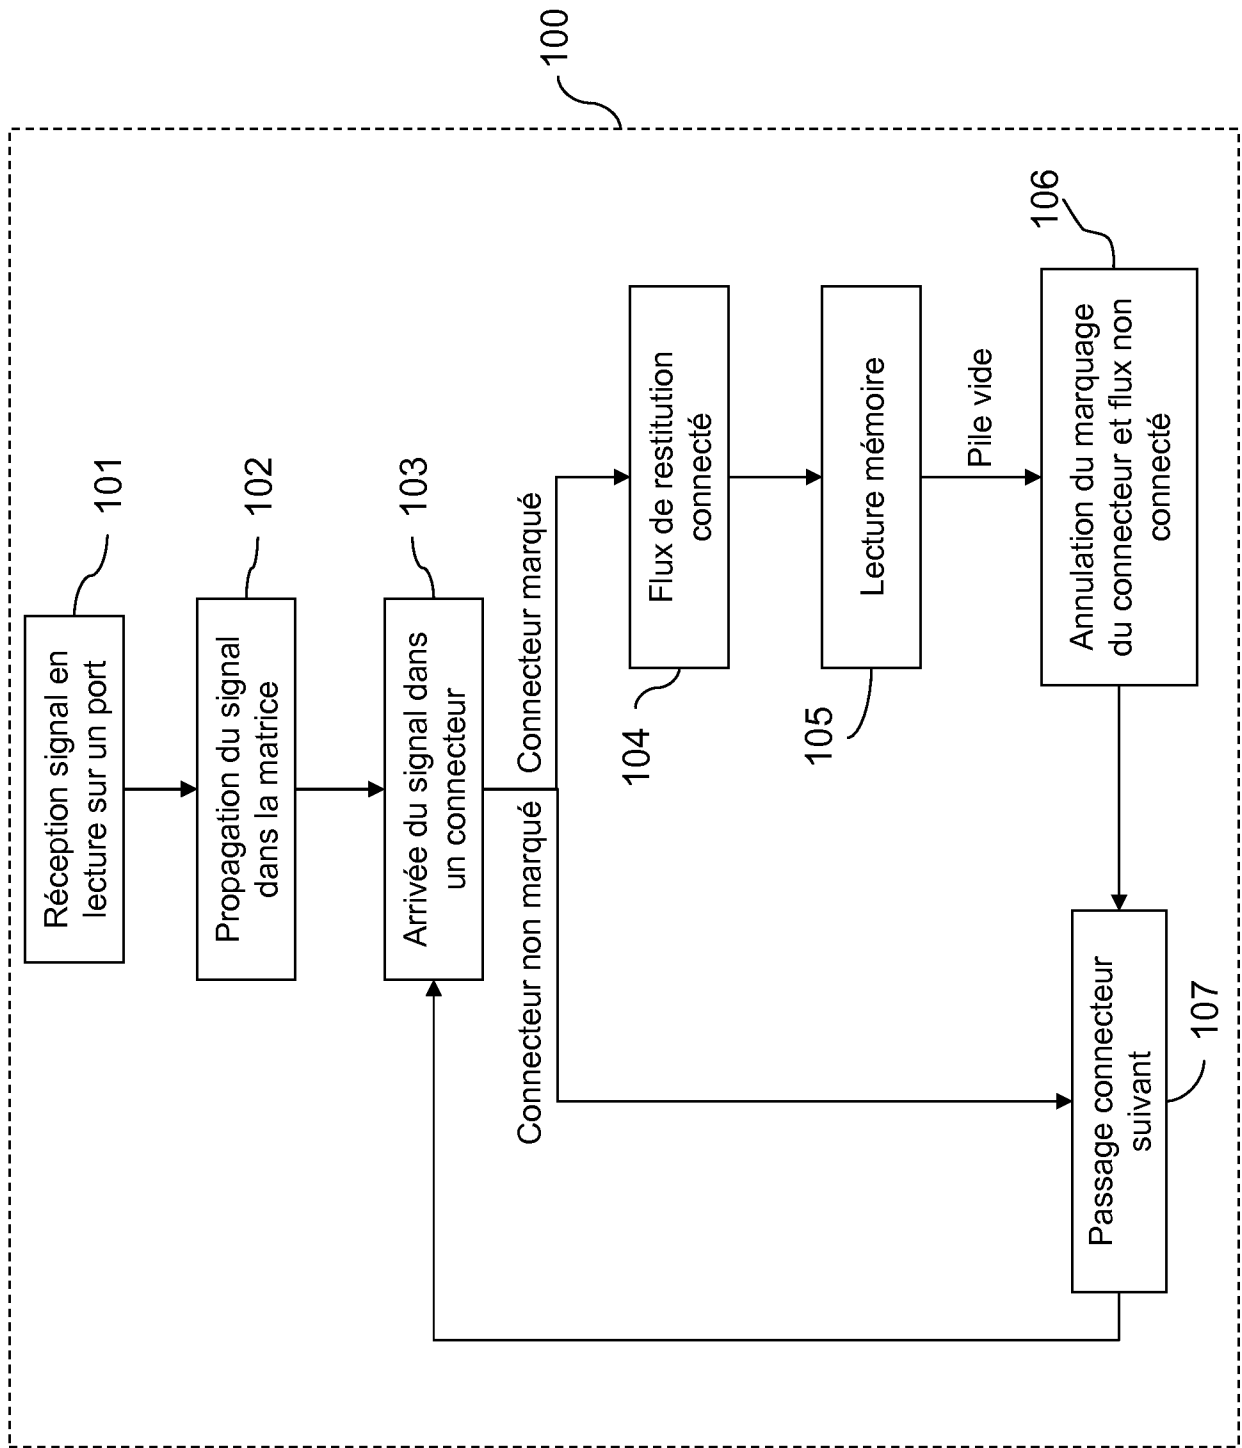 100
Réception signal en
lecture sur un port
101
Propagation du signal
dans la matrice
102
Arrivée du signal dans
un connecteur
103
Connecteur non marqué
Connecteur marqué
Flux de restitution
connecté
104
Lecture mémoire
105
Pile vide
Annulation du marquage
du connecteur et flux non
connecté
106
Passage connecteur
suivant
107